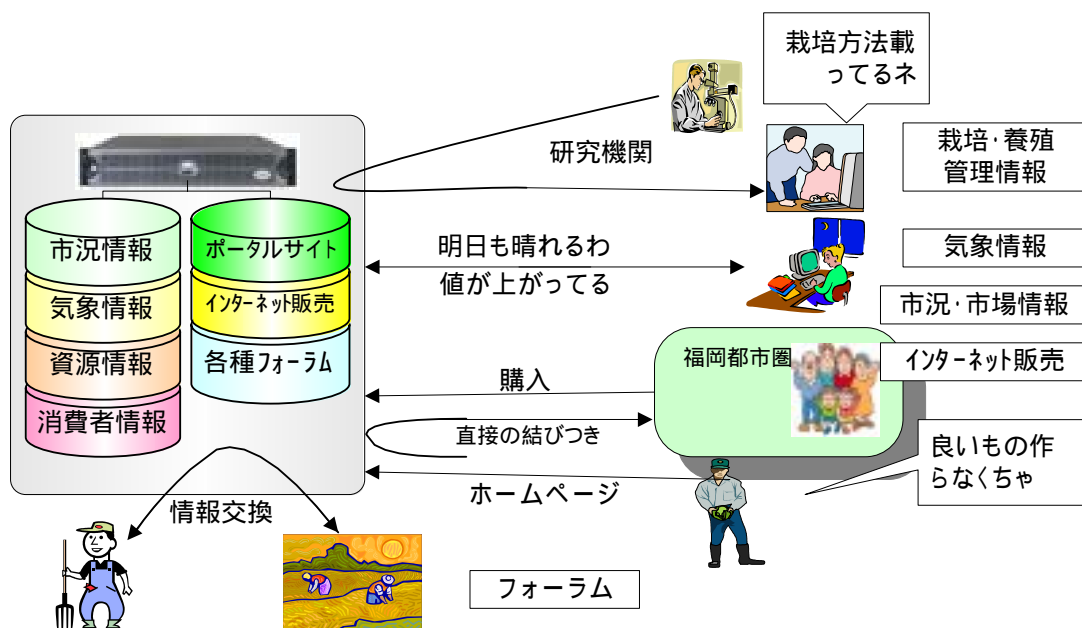 栽培方法載
ってるネ
研究機関
栽培・養殖
管理情報
市況情報
ポータルサイト
明日も晴れるわ
値が上がってる
気象情報
気象情報
インターネット販売
市況・市場情報
資源情報
各種フォーラム
福岡都市圏
インターネット販売
購入
消費者情報
直接の結びつき
良いもの作
らなくちゃ
ホームページ
情報交換
フォーラム